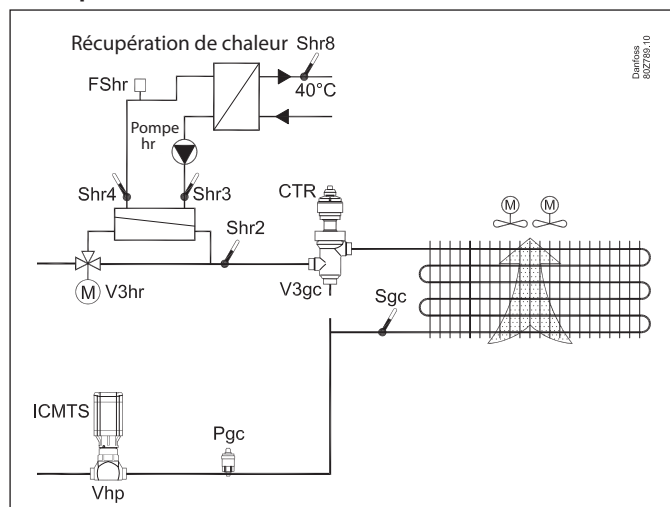 Récupération de chaleur
Shr8
Danfoss
80Z789.10
FShr
40°C
Pompe
hr
Shr4
Shr3
CTR
M
M
Shr2
M
V3hr
V3gc
Sgc
ICMTS
Pgc
Vhp